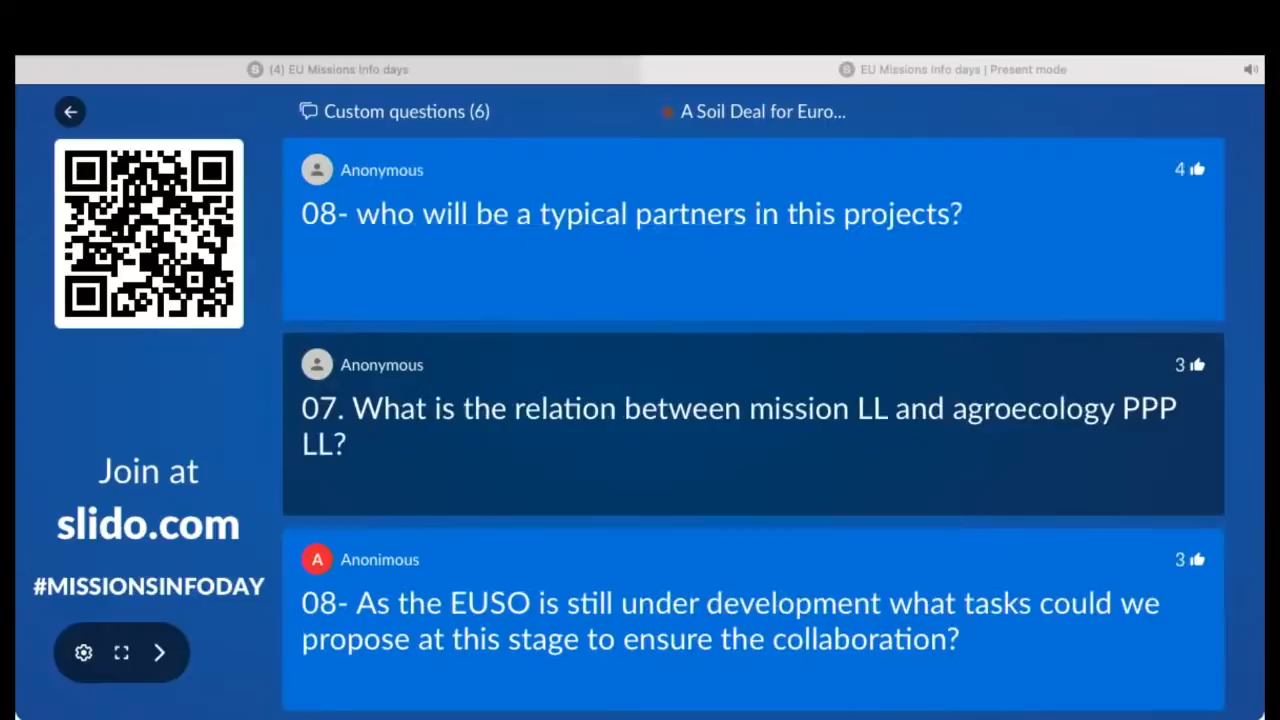 (4) EU Missions Info days
EU Missions Info days | Present mode
Custom questions (6)
A Soil Deal for Euro...
Anonymous
4
08- who will be a typical partners in this projects?
Anonymous
3
07. What is the relation between mission LL and agroecology PPP
LL?
Join at
slido.com
#MISSIONSINFODAY
A
Anonimous
3
08- As the EUSO is still under development what tasks could we
propose at this stage to ensure the collaboration?